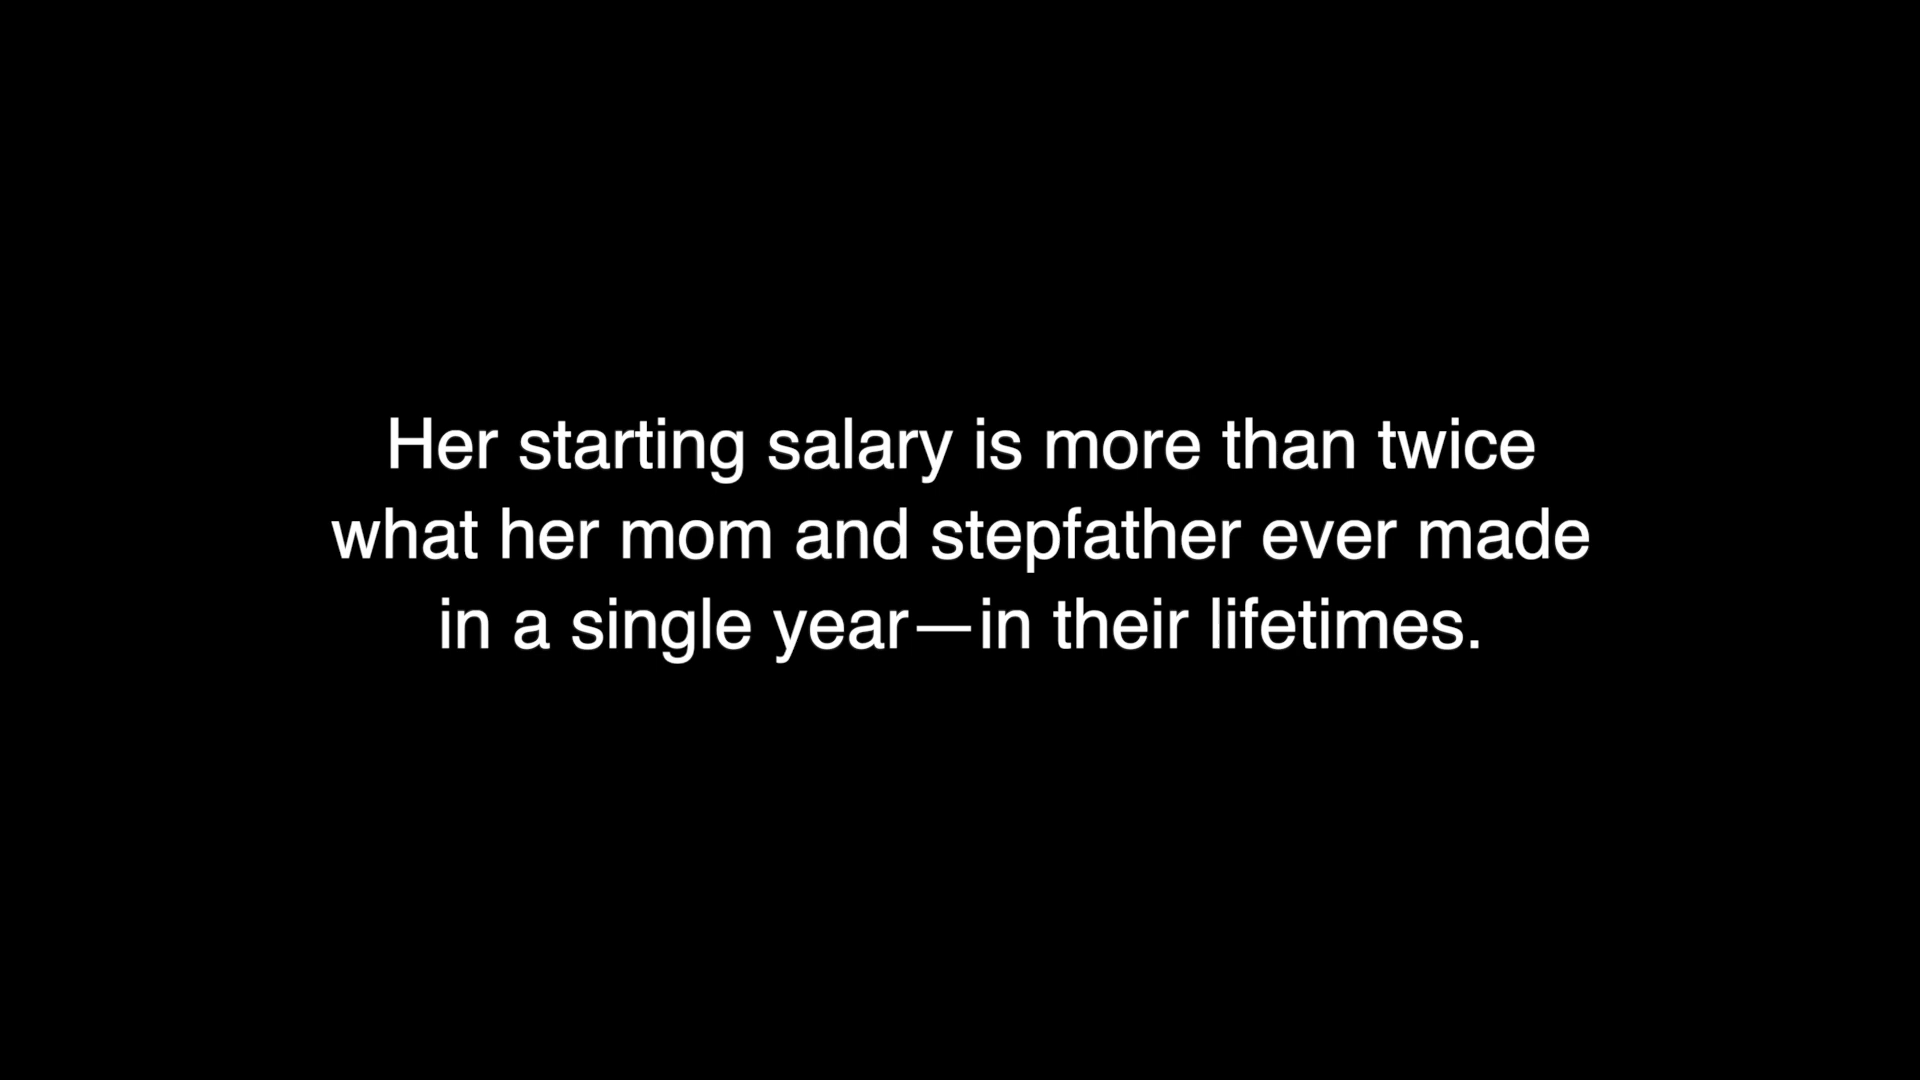 Her starting salary is more than twice
what her mom and stepfather ever made
in a single year—in their lifetimes.